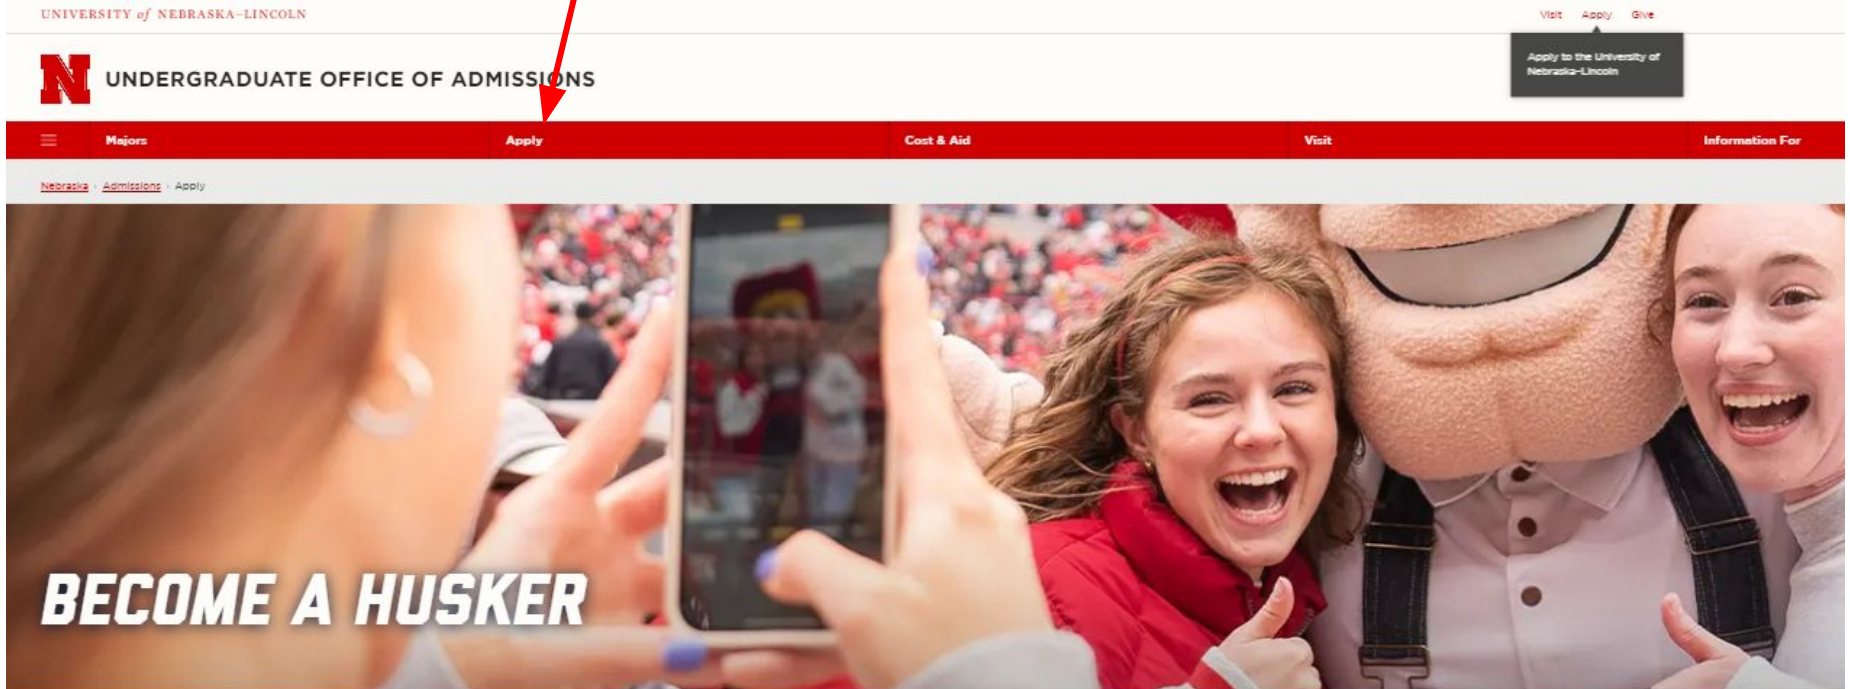 UNIVERSITY of NEBRASKA–LINCOLN
Visit Apply Give
Apply to the University of
Nebraska–Lincoln
N UNDERGRADUATE OFFICE OF ADMISSIONS
Majors Apply Cost & Aid Visit Information For
Nebraska › Admissions › Apply
BECOME A HUSKER